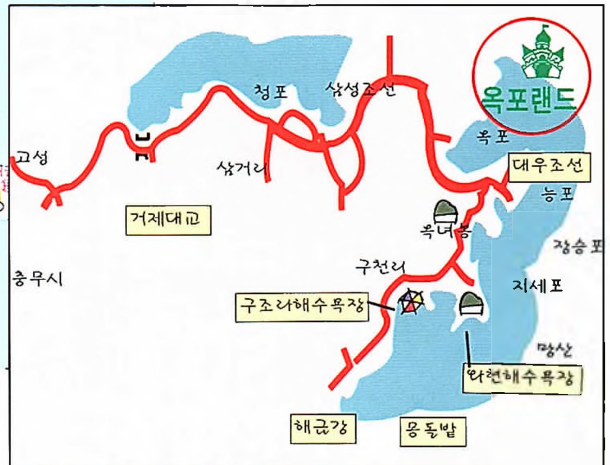 청포
삼성조선
옥포랜드
옥포
고성
삼거리
대우조선
능포
거제대교
옥녀봉
장승포
구천리
충무시
지세포
구조라해수욕장
망산
와현해수욕장
해금강
몽돌밭